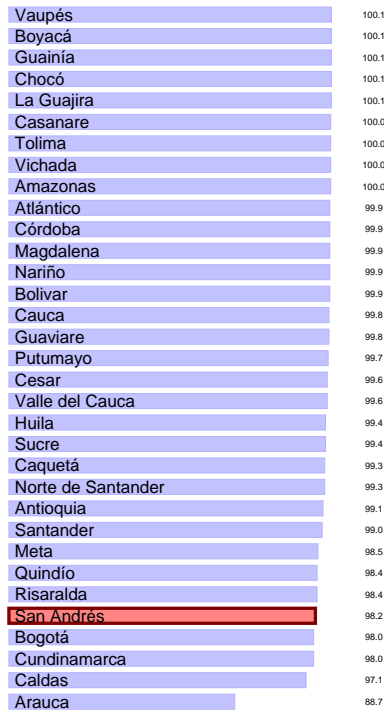 Vaupés 100.1
Boyacá 100.1
Guainía 100.1
Chocó 100.1
La Guajira 100.1
Casanare 100.0
Tolima 100.0
Vichada 100.0
Amazonas 100.0
Atlántico 99.9
Córdoba 99.9
Magdalena 99.9
Nariño 99.9
Bolivar 99.9
Cauca 99.8
Guaviare 99.8
Putumayo 99.7
Cesar 99.6
Valle del Cauca 99.6
Huila 99.4
Sucre 99.4
Caquetá 99.3
Norte de Santander 99.3
Antioquia 99.1
Santander 99.0
Meta 98.5
Quindío 98.4
Risaralda 98.4
San Andrés 98.2
Bogotá 98.0
Cundinamarca 98.0
Caldas 97.1
Arauca 88.7